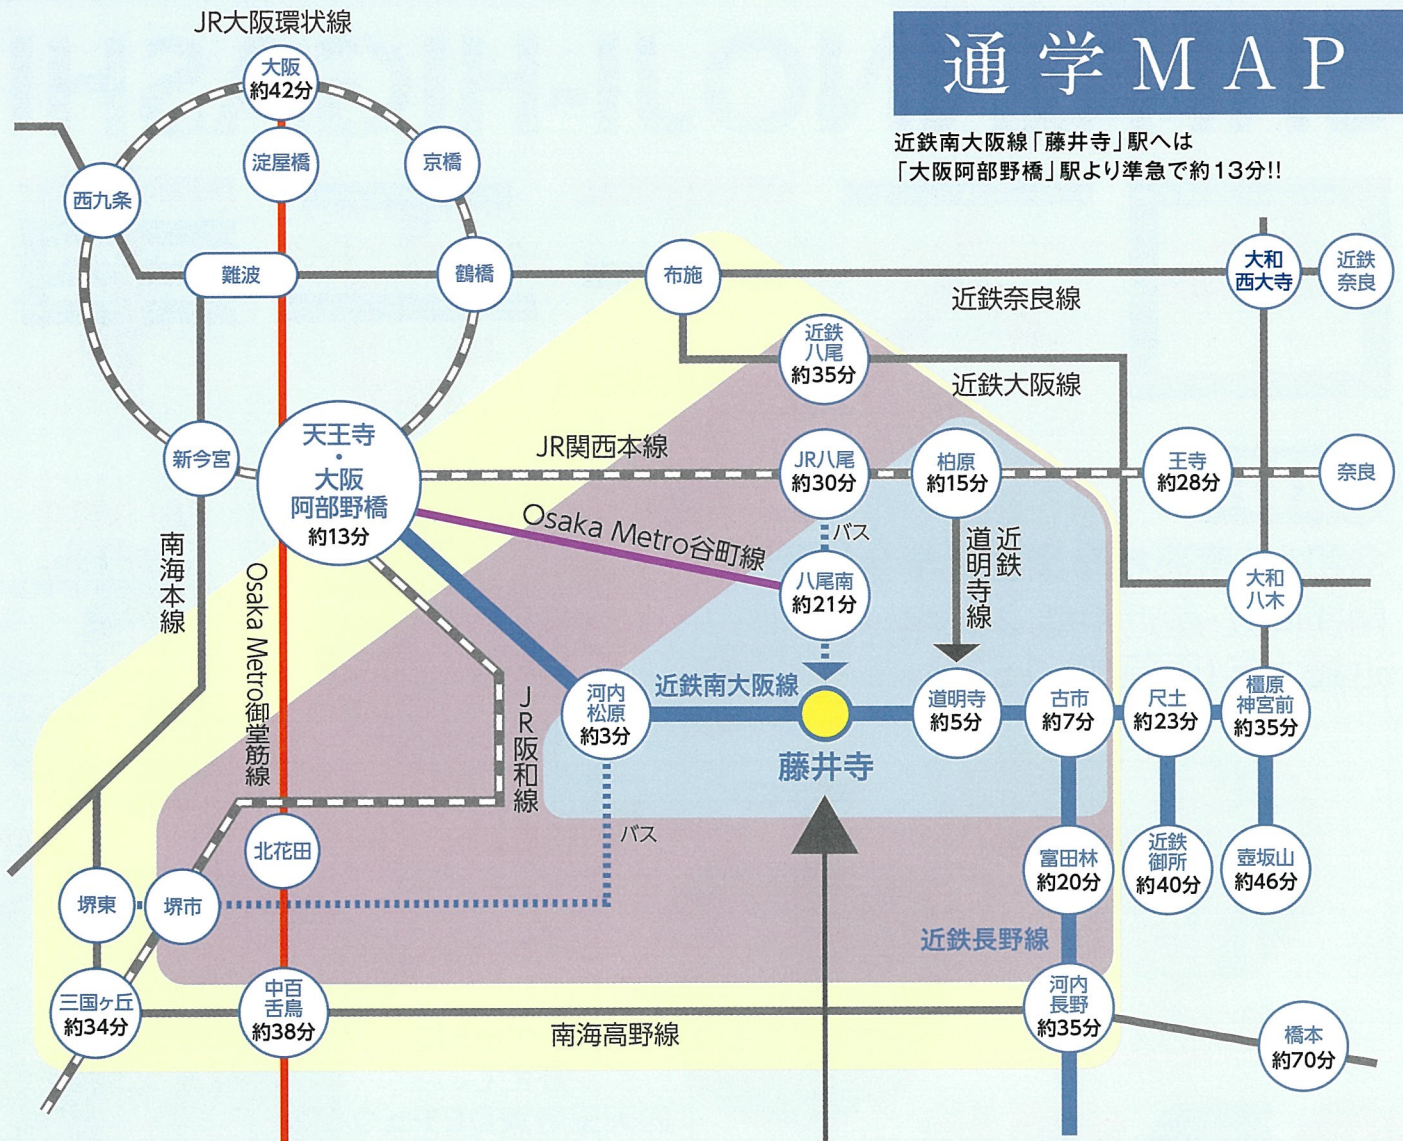 JR大阪環状線
通学MAP
近鉄南大阪線「藤井寺」駅へは
「大阪阿部野橋」駅より準急で約13分!!
大阪
約42分
淀屋橋
京橋
西九条
難波
鶴橋
布施
大和
西大寺
近鉄
奈良
近鉄奈良線
近鉄
八尾
約35分
近鉄大阪線
新今宮
天王寺
・
大阪
阿部野橋
約13分
JR関西本線
JR八尾
約30分
柏原
約15分
王寺
約28分
奈良
Osaka Metro谷町線
バス
近鉄
道明寺線
南海本線
Osaka Metro御堂筋線
八尾南
約21分
大和
八木
JR阪和線
河内
松原
約3分
近鉄南大阪線
藤井寺
道明寺
約5分
古市
約7分
尺土
約23分
橿原
神宮前
約35分
バス
北花田
堺東
堺市
富田林
約20分
近鉄
御所
約40分
壺坂山
約46分
近鉄長野線
三国ヶ丘
約34分
中百
舌鳥
約38分
南海高野線
河内
長野
約35分
橋本
約70分